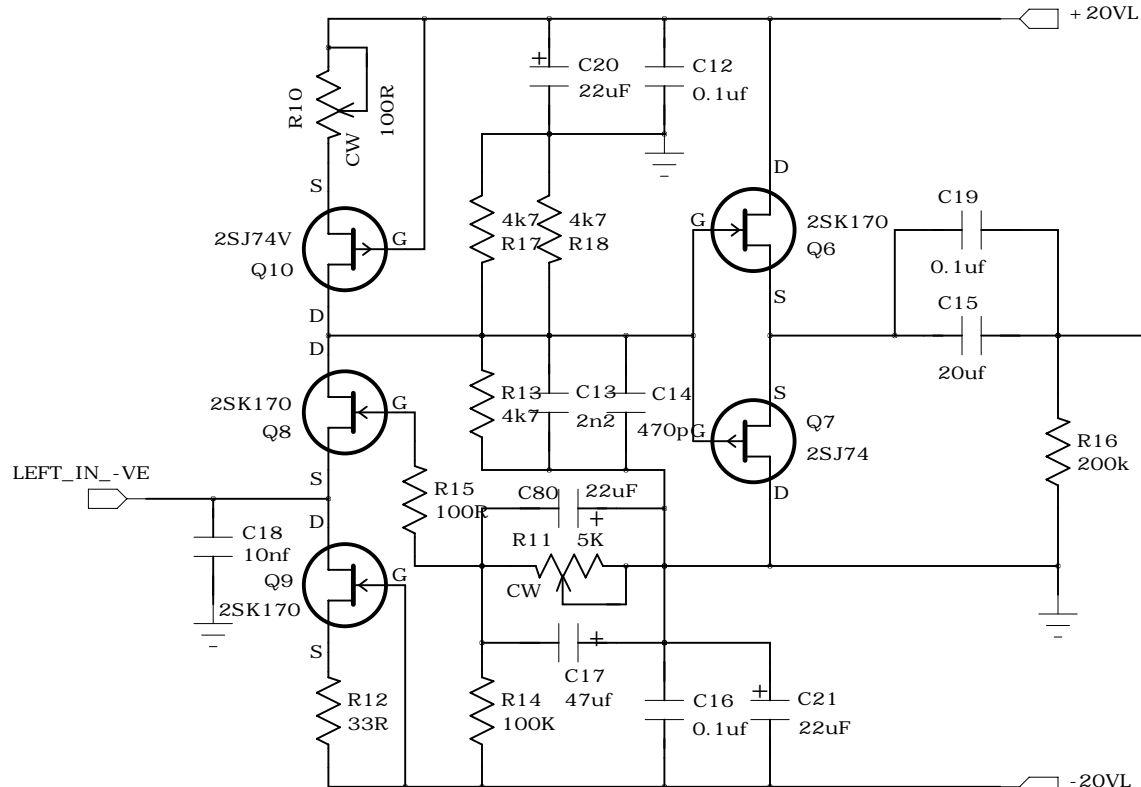 +20VL
C20
22uF
C12
0.1uf
R10
100R
CW
S
D
2SJ74V
Q10
G
4k7
R17
4k7
R18
G
2SK170
Q6
C19
0.1uf
D
S
C15
20uf
D
2SK170
Q8
G
R13
4k7
C13
2n2
C14
470p
G
S
Q7
2SJ74
R16
200k
LEFT_IN_-VE
S
R15
100R
C80
22uF
D
D
C18
10nf
R11
5K
Q9
G
CW
2SK170
S
C17
47uf
R12
33R
R14
100K
C16
0.1uf
C21
22uF
-20VL